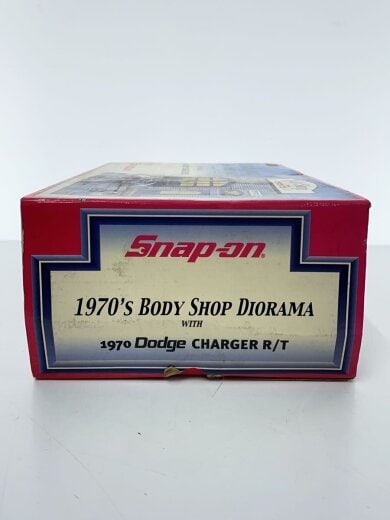 Snap-on®
1970's Body Shop Diorama
WITH
1970 Dodge CHARGER R/T